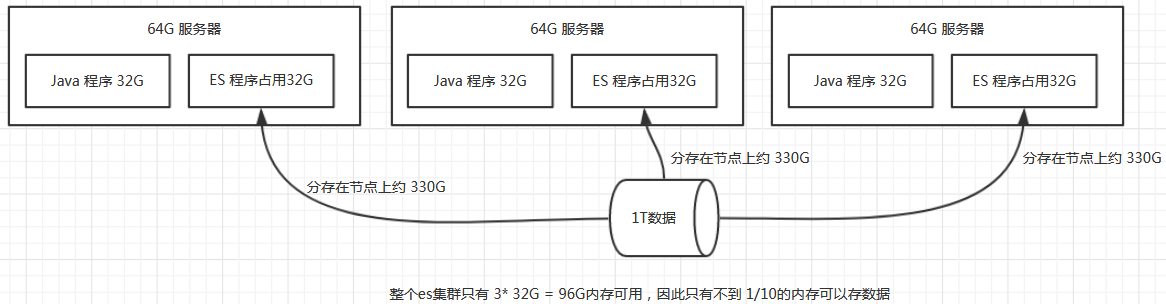 64G 服务器
64G 服务器
64G 服务器
Java 程序 32G
ES 程序占用32G
Java 程序 32G
ES 程序占用32G
Java 程序 32G
ES 程序占用32G
分存在节点上约 330G
分存在节点上约 330G
分存在节点上约 330G
1T数据
整个es集群只有 3* 32G = 96G内存可用，因此只有不到 1/10的内存可以存数据